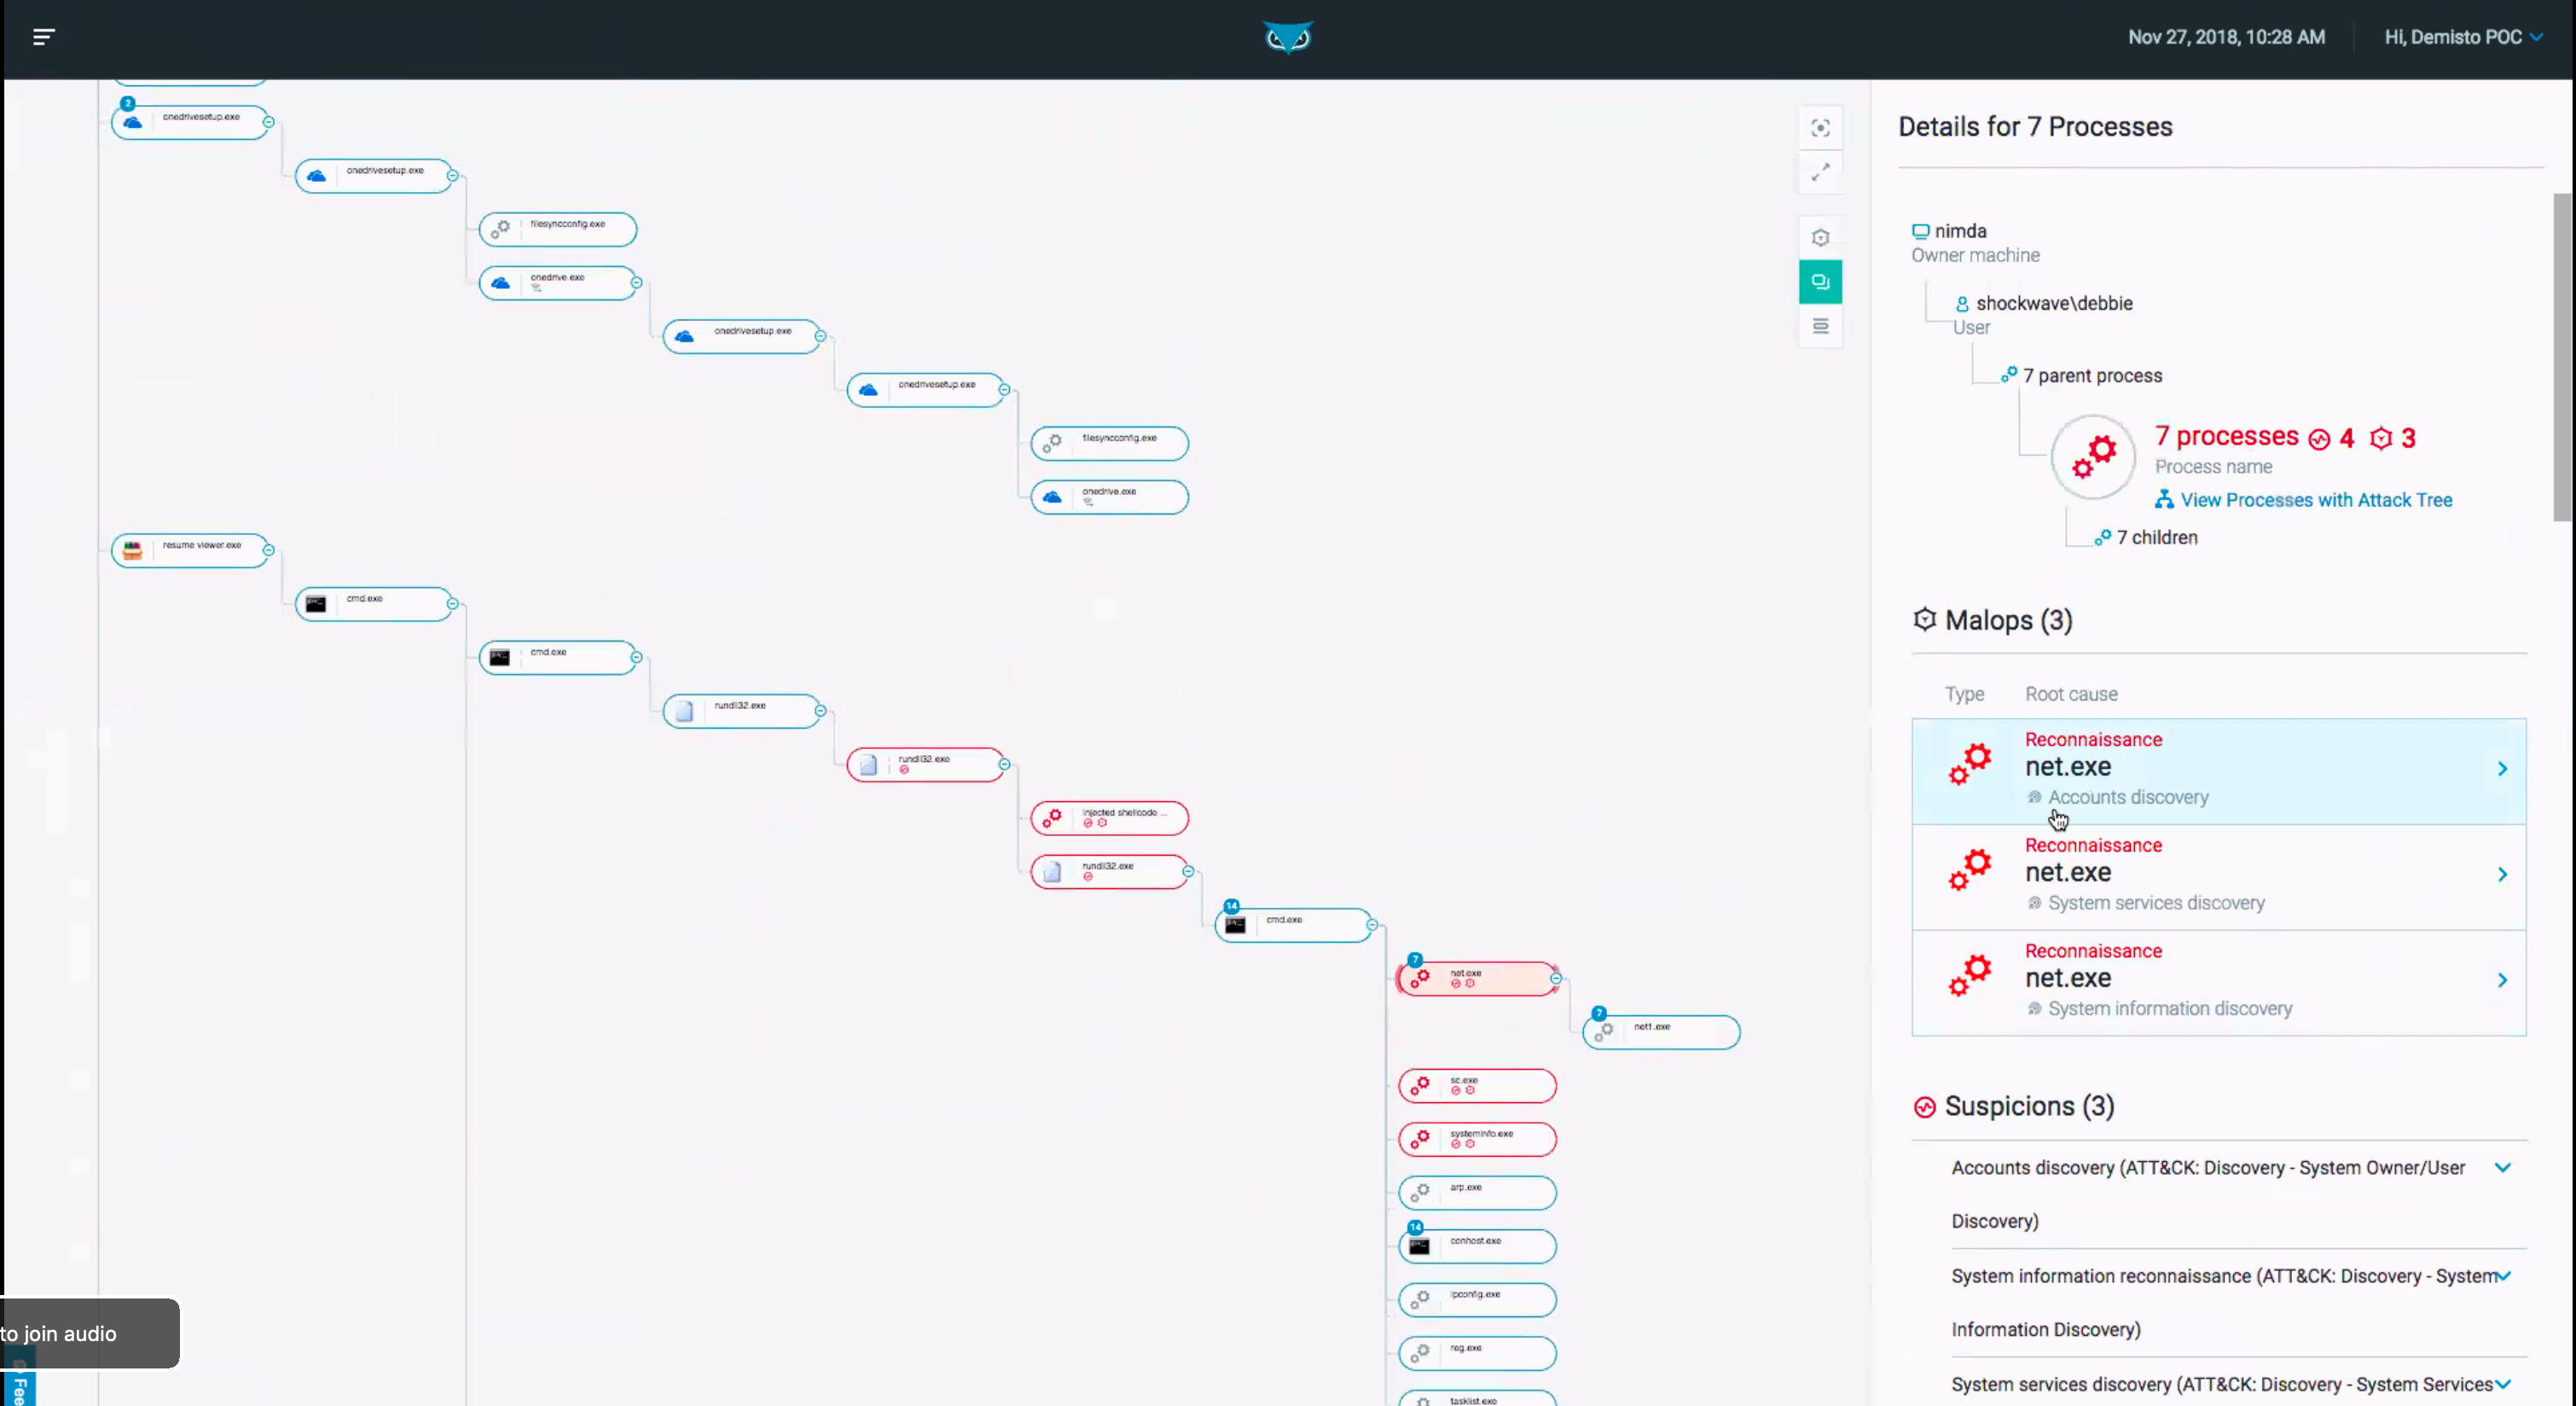 Nov 27, 2018, 10:28 AM
Hi, Demisto POC
2
onedrivesetup.exe
onedrivesetup.exe
filesyncconfig.exe
onedrive.exe
onedrivesetup.exe
onedrivesetup.exe
filesyncconfig.exe
onedrive.exe
resume viewer.exe
cmd.exe
cmd.exe
rundll32.exe
rundll32.exe
injected shellcode ...
rundll32.exe
14
cmd.exe
7
net.exe
7
net1.exe
sc.exe
systeminfo.exe
arp.exe
14
conhost.exe
ipconfig.exe
reg.exe
tasklist.exe
to join audio
Fee
Details for 7 Processes
nimda
Owner machine
shockwave\debbie
User
7 parent process
7 processes 4 3
Process name
View Processes with Attack Tree
7 children
Malops (3)
Type Root cause
Reconnaissance
net.exe
Accounts discovery
Reconnaissance
net.exe
System services discovery
Reconnaissance
net.exe
System information discovery
Suspicions (3)
Accounts discovery (ATT&CK: Discovery - System Owner/User
Discovery)
System information reconnaissance (ATT&CK: Discovery - System
Information Discovery)
System services discovery (ATT&CK: Discovery - System Services